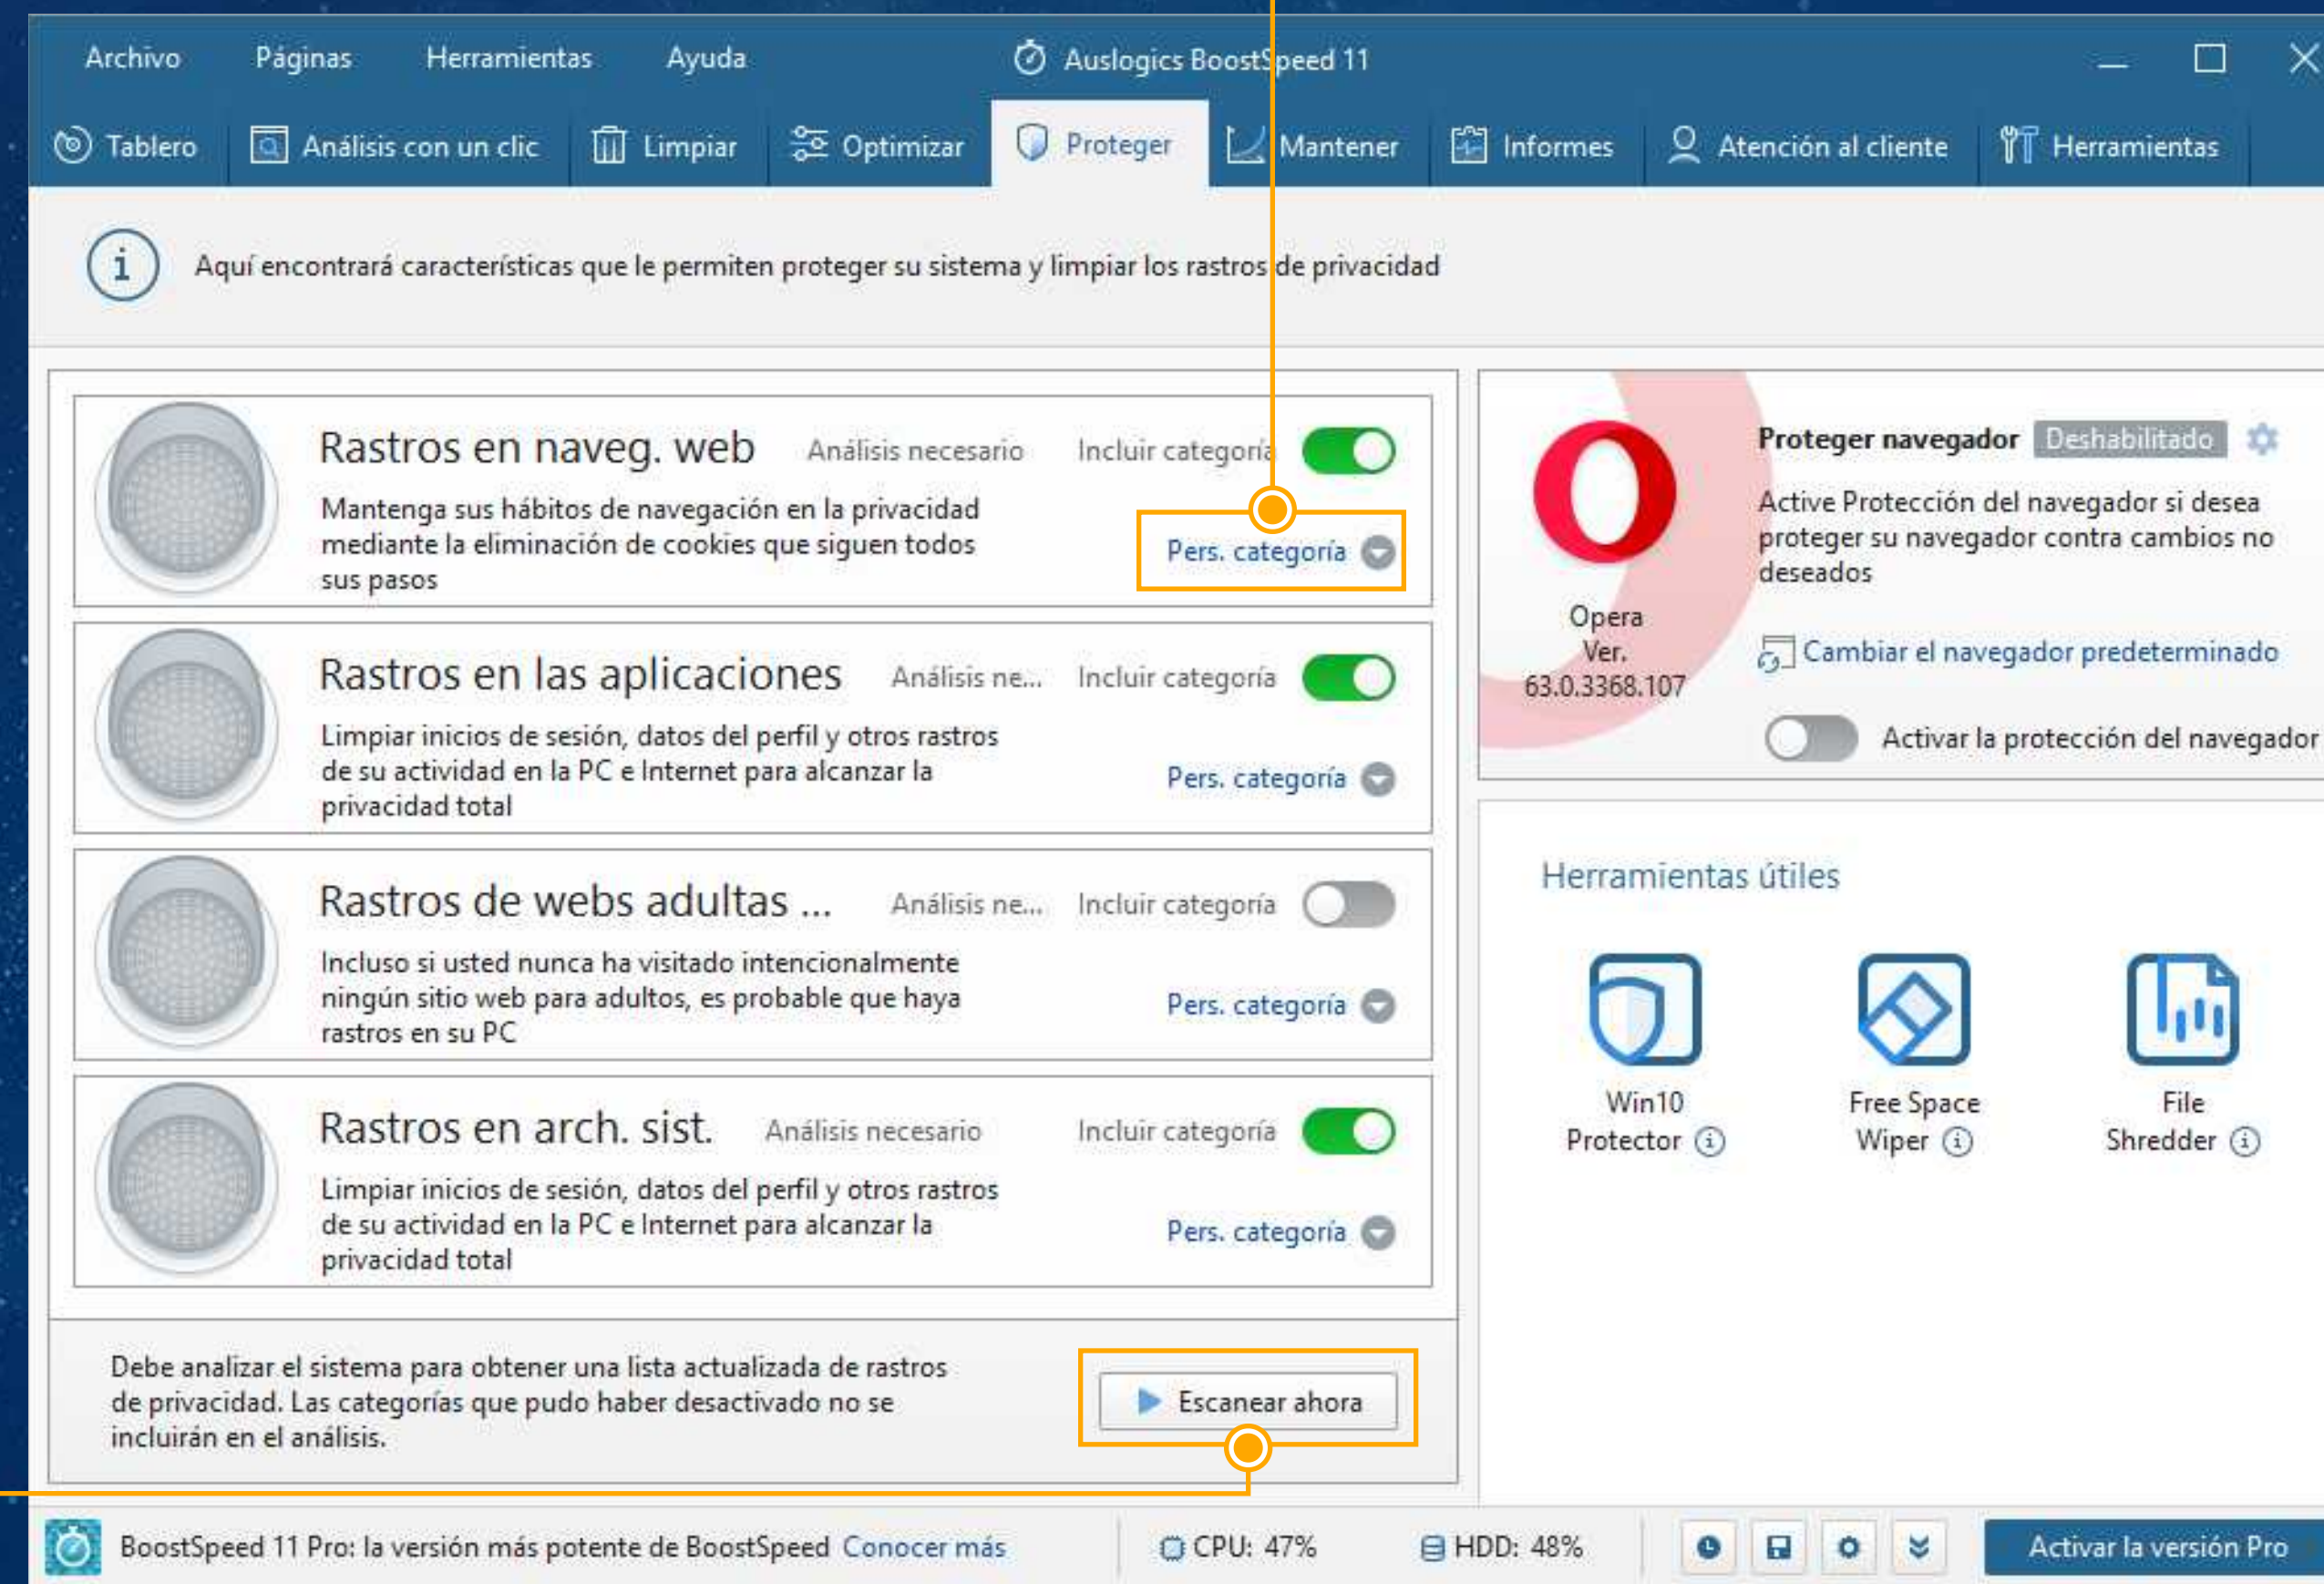 Archivo Páginas Herramientas Ayuda Auslogics BoostSpeed 11
Tablero Análisis con un clic Limpiar Optimizar Proteger Mantener Informes Atención al cliente Herramientas
Aquí encontrará características que le permiten proteger su sistema y limpiar los rastros de privacidad
Rastros en naveg. web Análisis necesario Incluir categoría
Mantenga sus hábitos de navegación en la privacidad
mediante la eliminación de cookies que siguen todos
sus pasos
Pers. categoría
Rastros en las aplicaciones Análisis ne... Incluir categoría
Limpiar inicios de sesión, datos del perfil y otros rastros
de su actividad en la PC e Internet para alcanzar la
privacidad total
Pers. categoría
Rastros de webs adultas ... Análisis ne... Incluir categoría
Incluso si usted nunca ha visitado intencionalmente
ningún sitio web para adultos, es probable que haya
rastros en su PC
Pers. categoría
Rastros en arch. sist. Análisis necesario Incluir categoría
Limpiar inicios de sesión, datos del perfil y otros rastros
de su actividad en la PC e Internet para alcanzar la
privacidad total
Pers. categoría
Debe analizar el sistema para obtener una lista actualizada de rastros
de privacidad. Las categorías que pudo haber desactivado no se
incluirán en el análisis.
Escanear ahora
Opera
Ver.
63.0.3368.107
Proteger navegador Deshabilitado
Active Protección del navegador si desea
proteger su navegador contra cambios no
deseados
Cambiar el navegador predeterminado
Activar la protección del navegador
Herramientas útiles
Win10
Protector
Free Space
Wiper
File
Shredder
BoostSpeed 11 Pro: la versión más potente de BoostSpeed Conocer más CPU: 47% HDD: 48% Activar la versión Pro